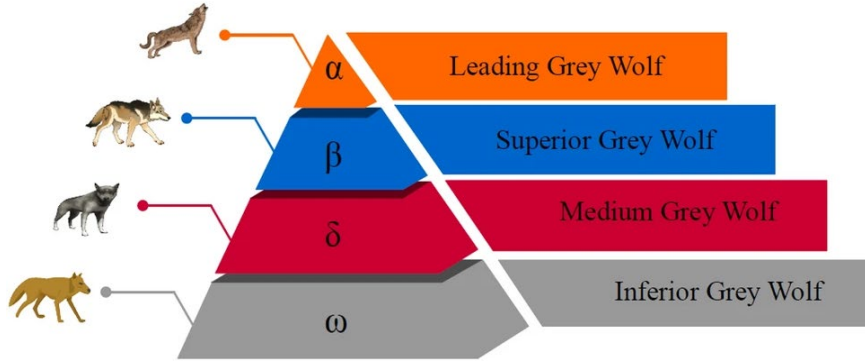 α
Leading Grey Wolf
β
Superior Grey Wolf
δ
Medium Grey Wolf
ω
Inferior Grey Wolf